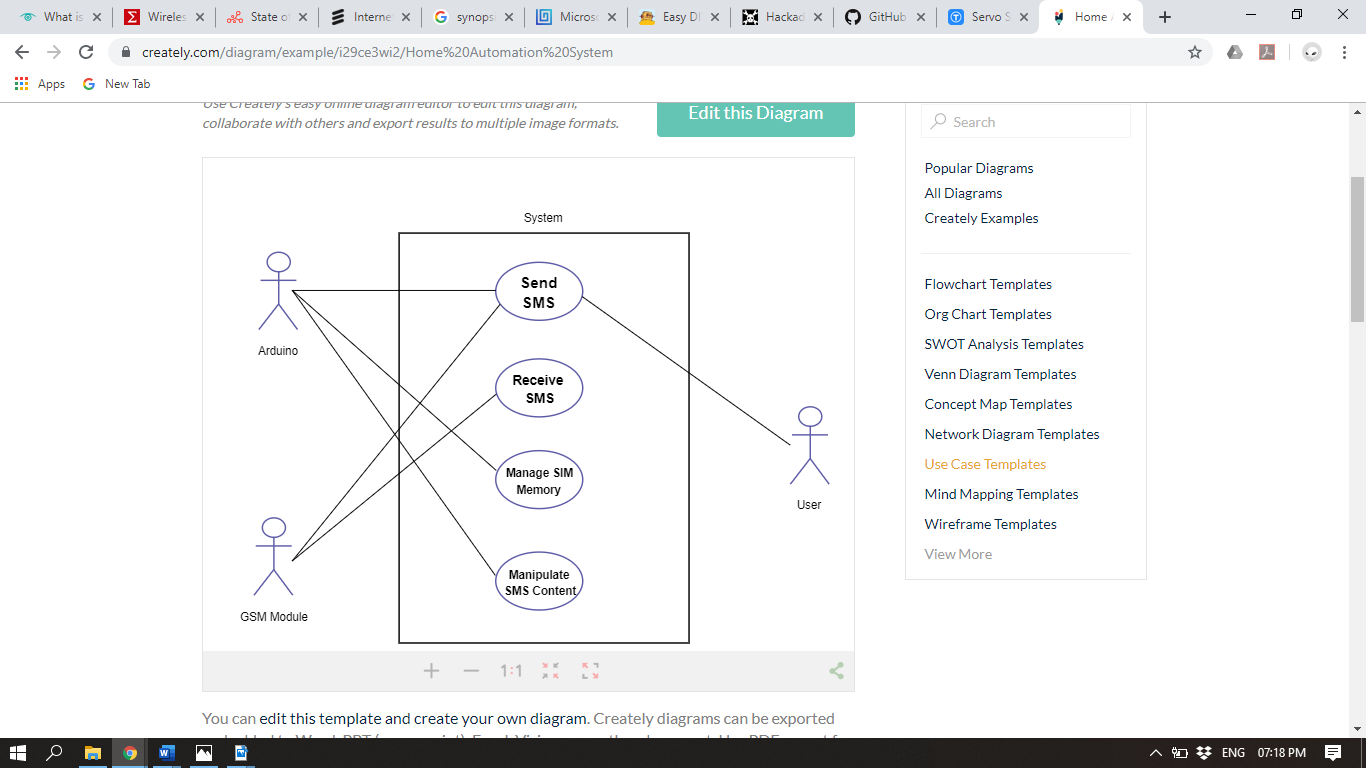 What is
Wireles
State o
Interne
synops
Micros
Easy DI
Hackad
GitHub
Servo S
Home A
creately.com/diagram/example/i29ce3wi2/Home%20Automation%20System
Apps
New Tab
Use Creately's easy online diagram editor to edit this diagram,
collaborate with others and export results to multiple image formats.
Edit this Diagram
System
Send
SMS
Arduino
Receive
SMS
Manage SIM
Memory
User
Manipulate
SMS Content
GSM Module
1:1
You can edit this template and create your own diagram. Creately diagrams can be exported
Search
Popular Diagrams
All Diagrams
Creately Examples
Flowchart Templates
Org Chart Templates
SWOT Analysis Templates
Venn Diagram Templates
Concept Map Templates
Network Diagram Templates
Use Case Templates
Mind Mapping Templates
Wireframe Templates
View More
ENG
07:18 PM